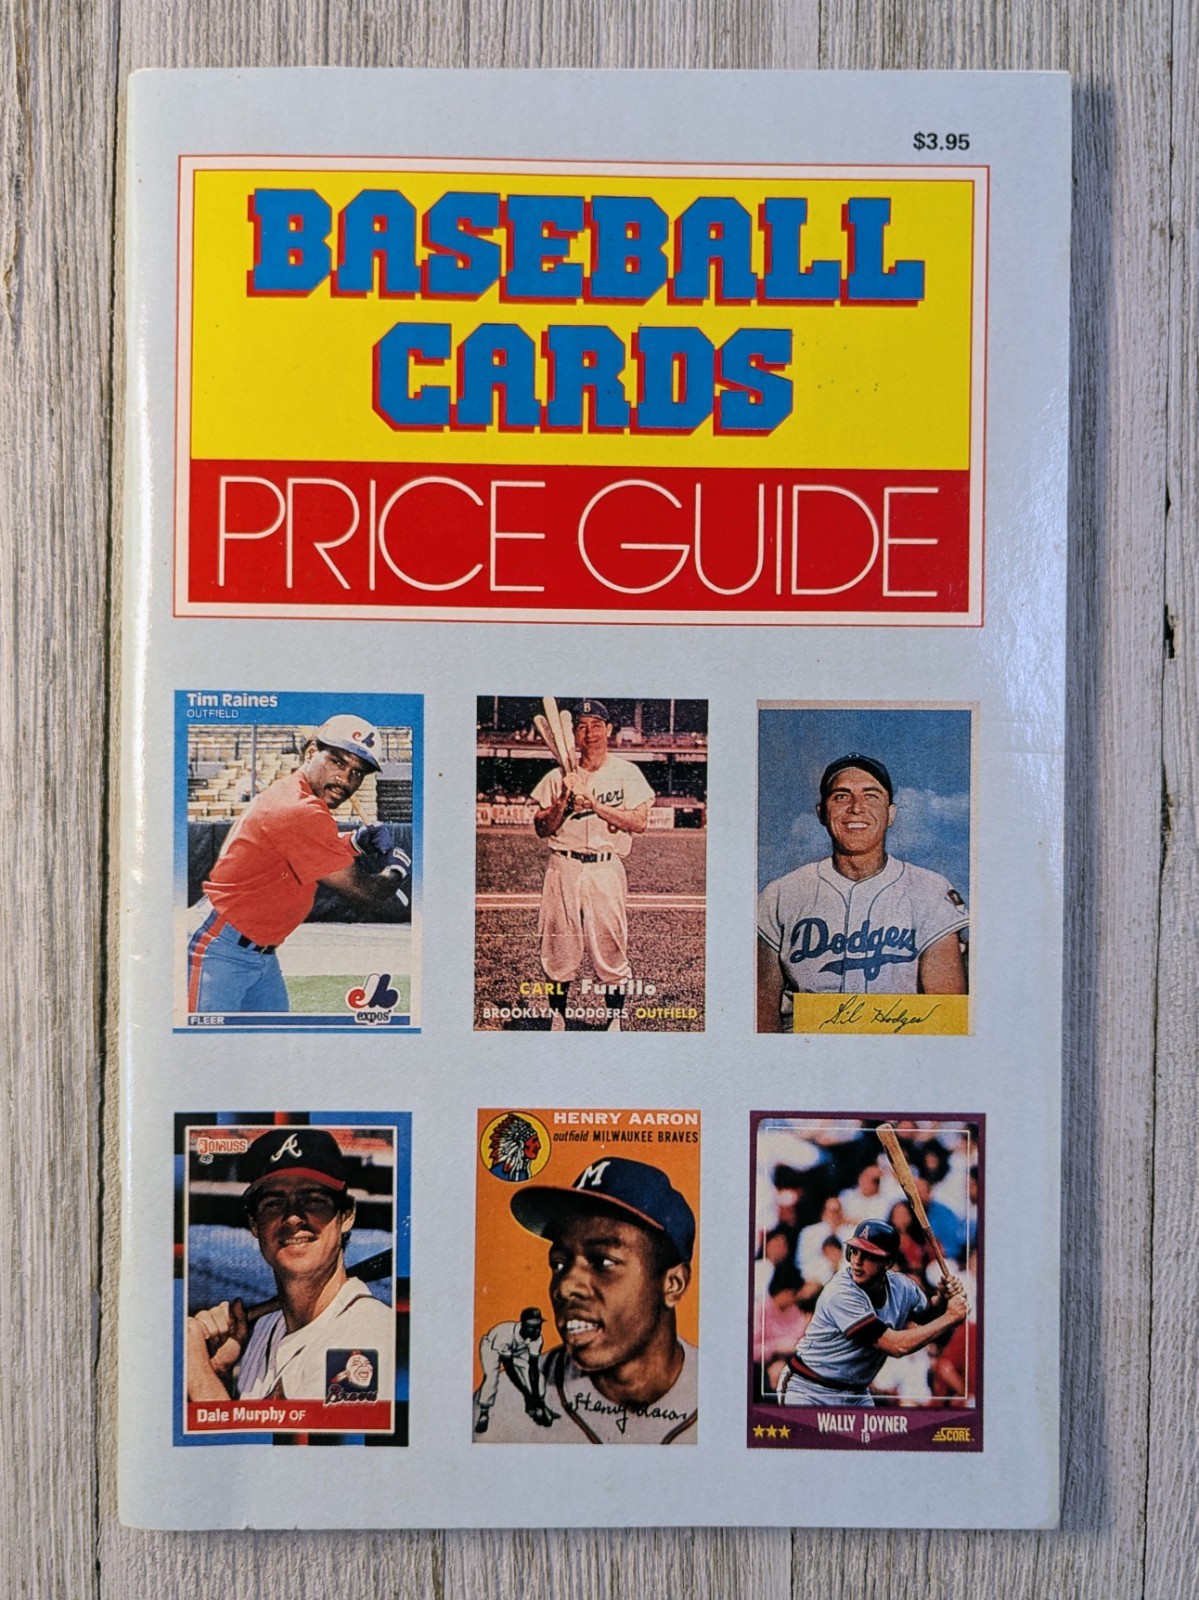 $3.95
BASEBALL
CARDS
PRICE GUIDE
Tim Raines
OUTFIELD
expos
FLEER
B
CARL Furillo
BROOKLYN DODGERS OUTFIELD
Dodgers
Gil Hodges
DONRUSS
A
Braves
Dale Murphy OF
HENRY AARON
outfield MILWAUKEE BRAVES
M
Henry Aaron
A
WALLY JOYNER
1B
SCORE